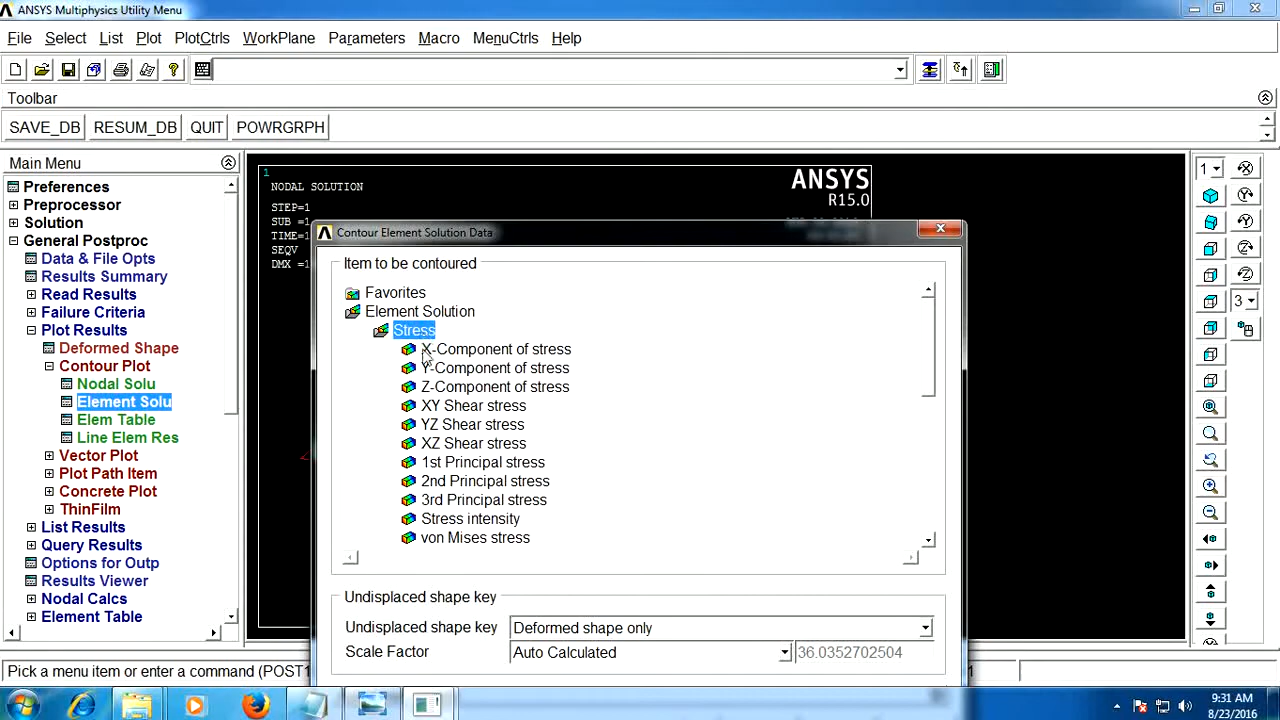 ANSYS Multiphysics Utility Menu
File Select List Plot PlotCtrls WorkPlane Parameters Macro MenuCtrls Help
Toolbar
SAVE_DB RESUM_DB QUIT POWRGRPH
Main Menu
Preferences
Preprocessor
Solution
General Postproc
Data & File Opts
Results Summary
Read Results
Failure Criteria
Plot Results
Deformed Shape
Contour Plot
Nodal Solu
Element Solu
Elem Table
Line Elem Res
Vector Plot
Plot Path Item
Concrete Plot
ThinFilm
List Results
Query Results
Options for Outp
Results Viewer
Nodal Calcs
Element Table
1
NODAL SOLUTION
STEP=1
SUB =1
TIME=1
SEQV
DMX =1
ANSYS
R15.0
Contour Element Solution Data
Item to be contoured
Favorites
Element Solution
Stress
X-Component of stress
Y-Component of stress
Z-Component of stress
XY Shear stress
YZ Shear stress
XZ Shear stress
1st Principal stress
2nd Principal stress
3rd Principal stress
Stress intensity
von Mises stress
Undisplaced shape key
Undisplaced shape key Deformed shape only
Scale Factor Auto Calculated 36.0352702504
1
3
Pick a menu item or enter a command (POST1
1
9:31 AM
8/23/2016